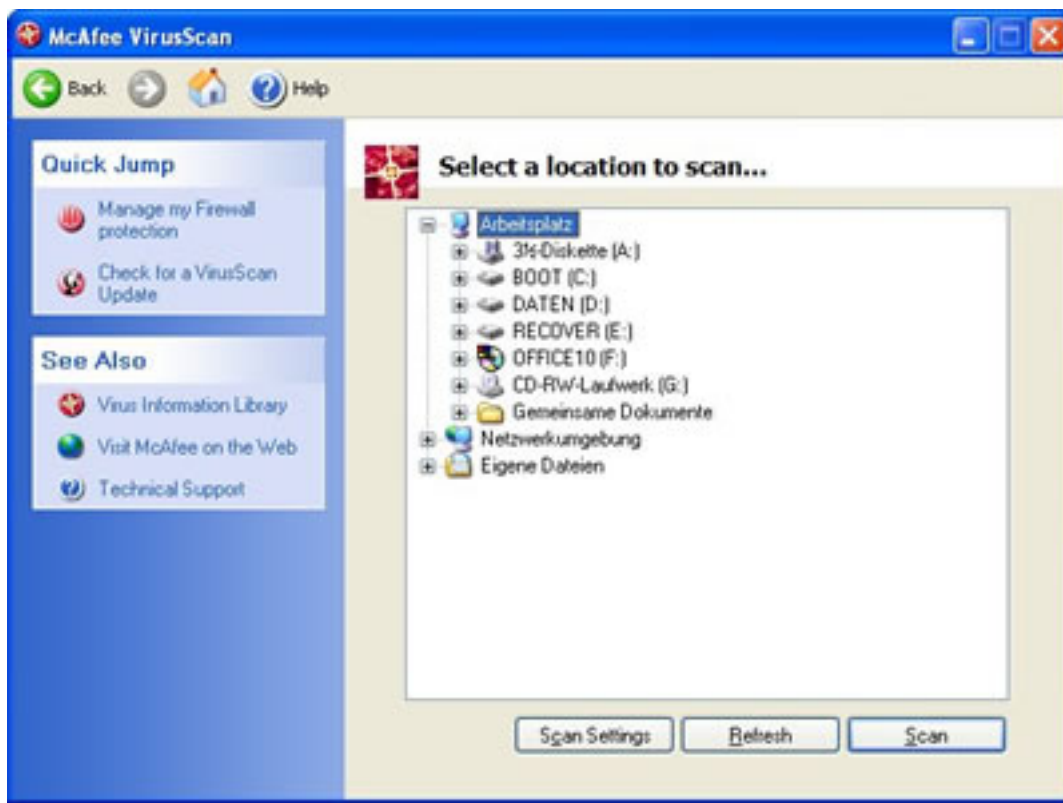 McAfee VirusScan
Back
Help
Quick Jump
Manage my Firewall
protection
Check for a VirusScan
Update
See Also
Virus Information Library
Visit McAfee on the Web
Technical Support
Select a location to scan...
Arbeitsplatz
3½-Diskette (A:)
BOOT (C:)
DATEN (D:)
RECOVER (E:)
OFFICE10 (F:)
CD-RW-Laufwerk (G:)
Gemeinsame Dokumente
Netzwerkumgebung
Eigene Dateien
Scan Settings
Refresh
Scan